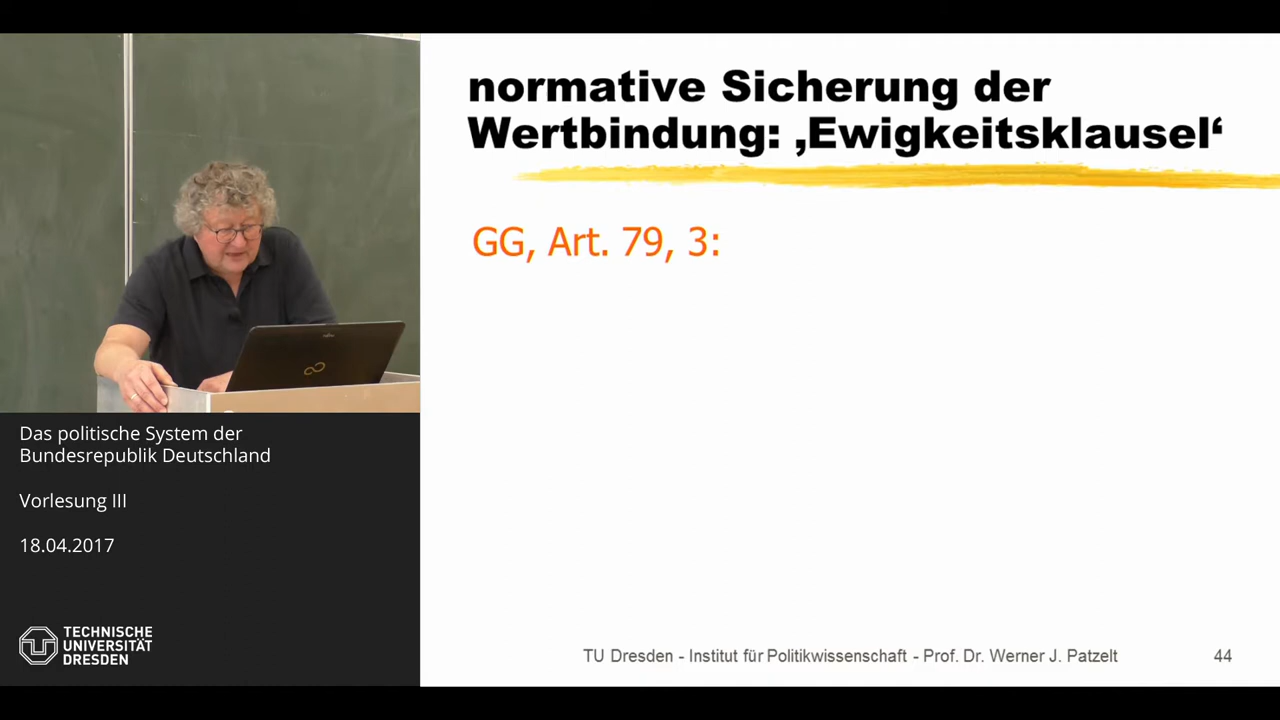 normative Sicherung der
Wertbindung: ‚Ewigkeitsklausel‘
GG, Art. 79, 3:
Das politische System der
Bundesrepublik Deutschland
Vorlesung III
18.04.2017
TECHNISCHE
UNIVERSITÄT
DRESDEN
TU Dresden - Institut für Politikwissenschaft - Prof. Dr. Werner J. Patzelt 44